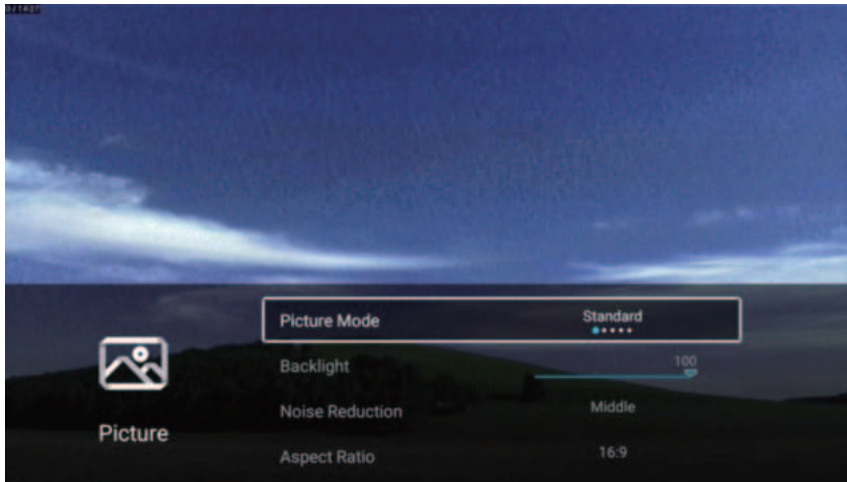 Picture Mode
Standard
Backlight
100
Noise Reduction
Middle
Picture
Aspect Ratio
16:9